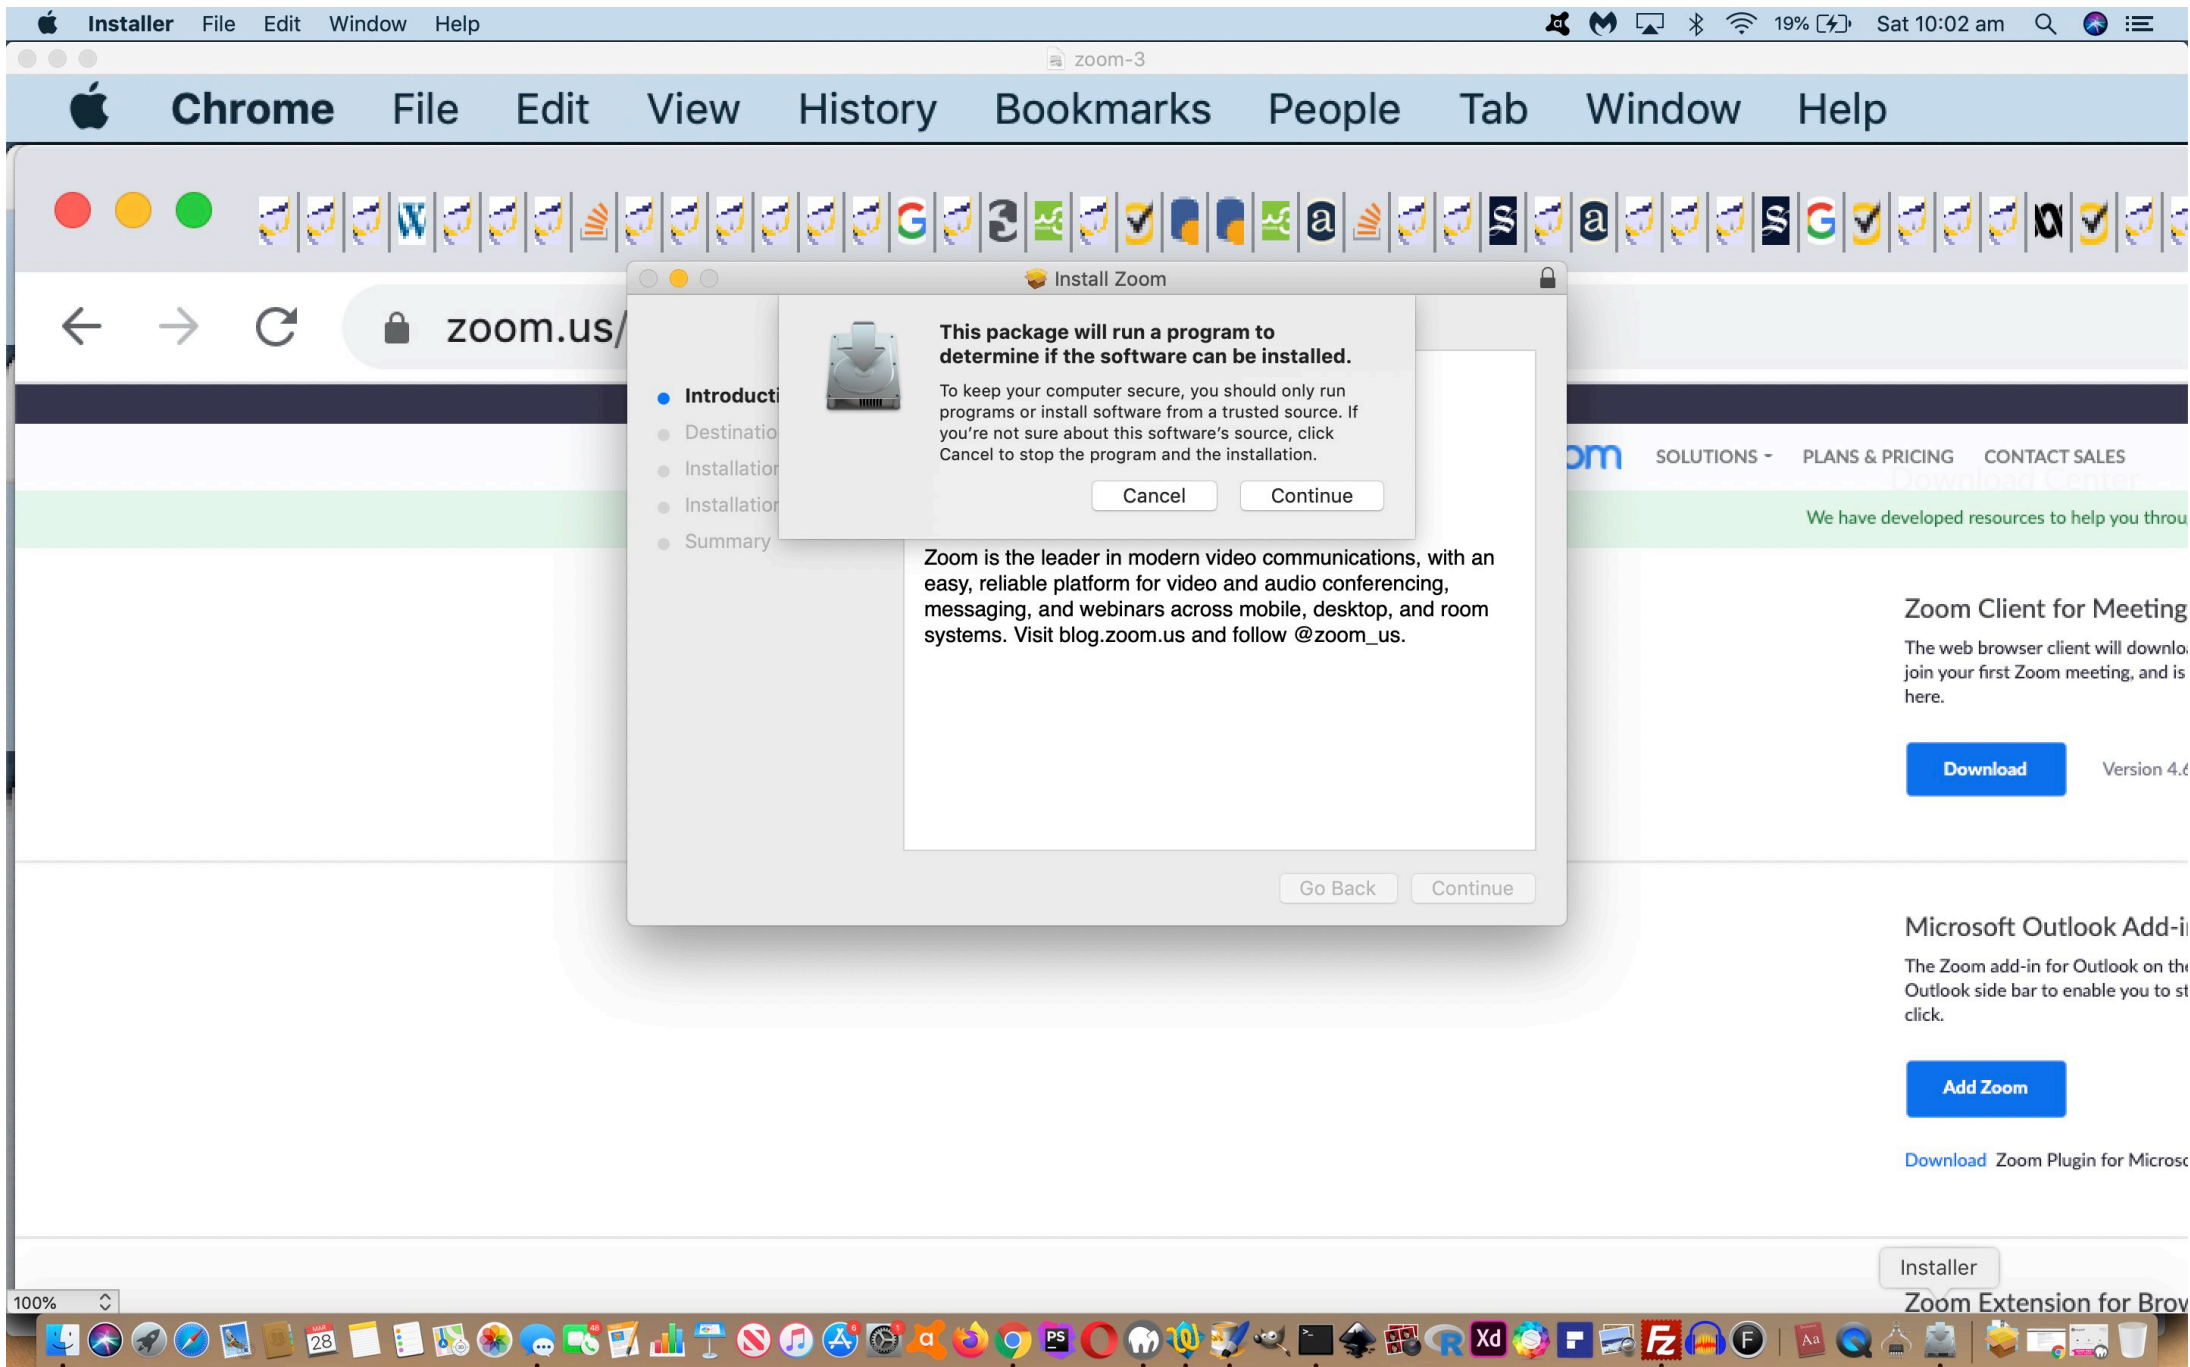 Installer File Edit Window Help 19% Sat 10:02 am
zoom-3
Chrome File Edit View History Bookmarks People Tab Window Help
Install Zoom
zoom.us/
This package will run a program to
determine if the software can be installed.
To keep your computer secure, you should only run
programs or install software from a trusted source. If
you're not sure about this software's source, click
Cancel to stop the program and the installation.
Cancel Continue
Introducti
Destinatio
Installation
Installation
Summary
Zoom is the leader in modern video communications, with an
easy, reliable platform for video and audio conferencing,
messaging, and webinars across mobile, desktop, and room
systems. Visit blog.zoom.us and follow @zoom_us.
Go Back Continue
om SOLUTIONS PLANS & PRICING CONTACT SALES
Download Center
We have developed resources to help you throu
Zoom Client for Meeting
The web browser client will downloa
join your first Zoom meeting, and is
here.
Download Version 4.6
Microsoft Outlook Add-i
The Zoom add-in for Outlook on the
Outlook side bar to enable you to st
click.
Add Zoom
Download Zoom Plugin for Microso
Installer
Zoom Extension for Brow
100%